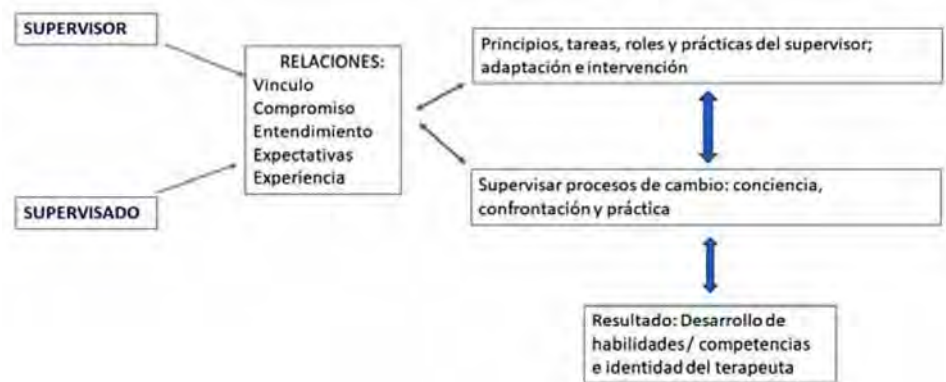 SUPERVISOR
SUPERVISADO
RELACIONES:
Vínculo
Compromiso
Entendimiento
Expectativas
Experiencia
Principios, tareas, roles y prácticas del supervisor;
adaptación e intervención
Supervisar procesos de cambio: conciencia,
confrontación y práctica
Resultado: Desarrollo de
habilidades / competencias
e identidad del terapeuta